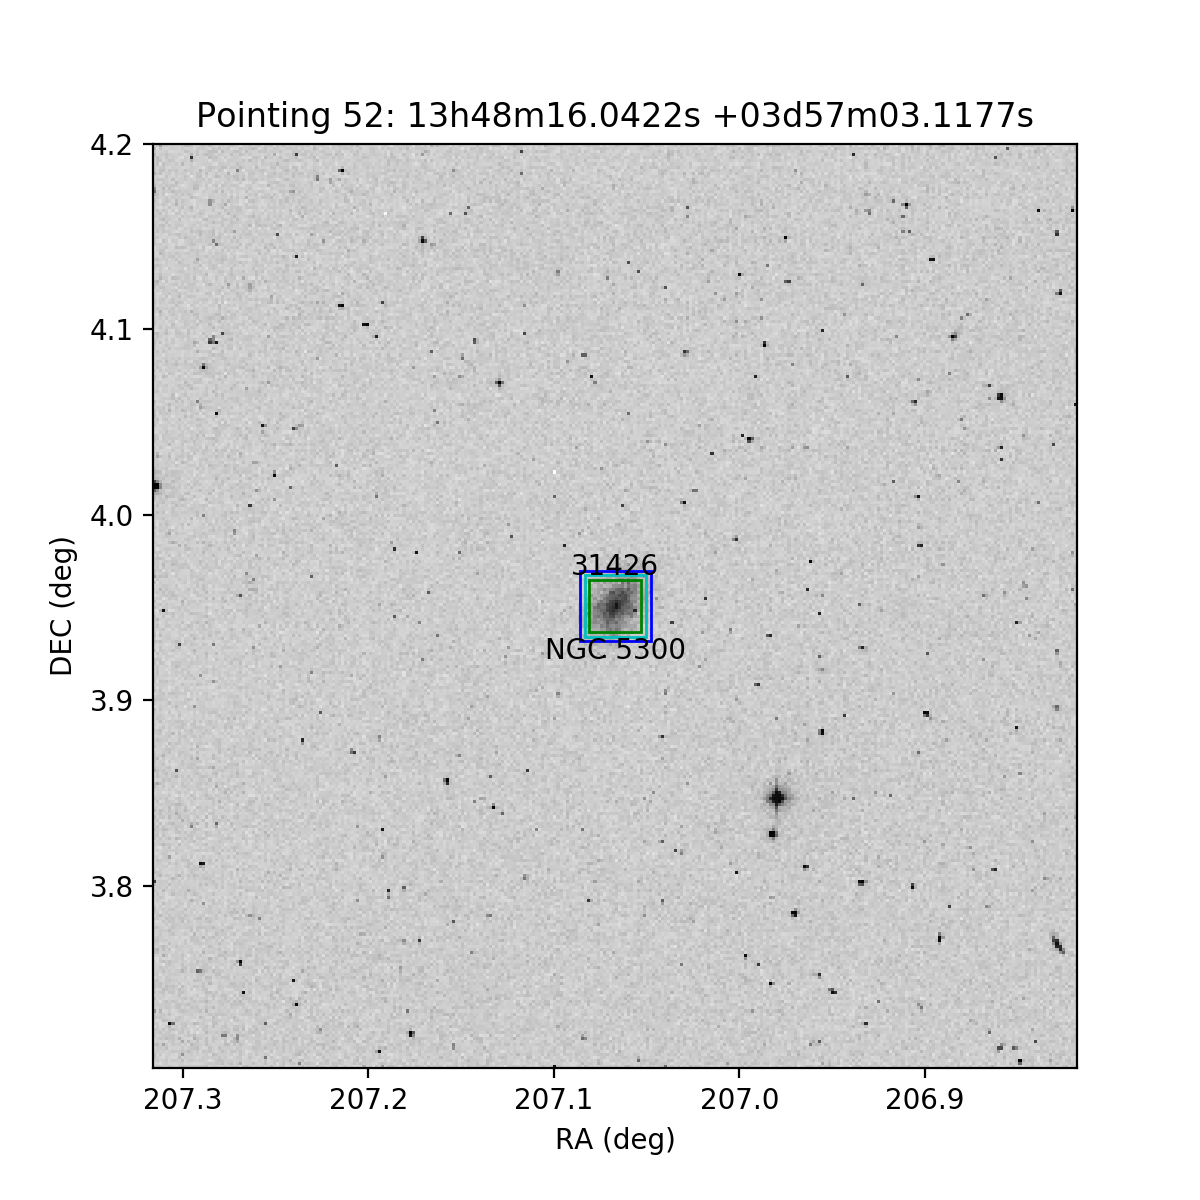 Pointing 52: 13h48m16.0422s +03d57m03.1177s
4.2
4.1
4.0
3.9
3.8
DEC (deg)
31426
NGC 5300
207.3 207.2 207.1 207.0 206.9
RA (deg)